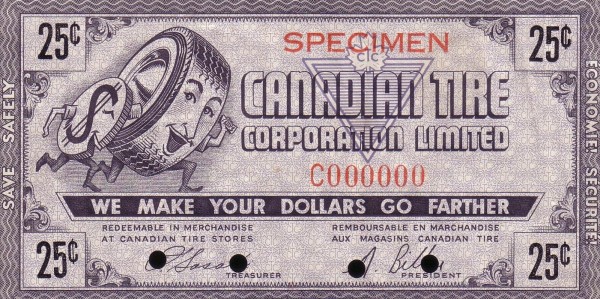 25¢
SPECIMEN
25¢
CTC
CANADIAN TIRE
CORPORATION LIMITED
$
C000000
SAVE SAFELY
ECONOMIE-SECURITE.
WE MAKE YOUR DOLLARS GO FARTHER
REDEEMABLE IN MERCHANDISE
AT CANADIAN TIRE STORES
REMBOURSABLE EN MARCHANDISE
AUX MAGASINS CANADIAN TIRE
25¢
TREASURER
PRESIDENT
25¢